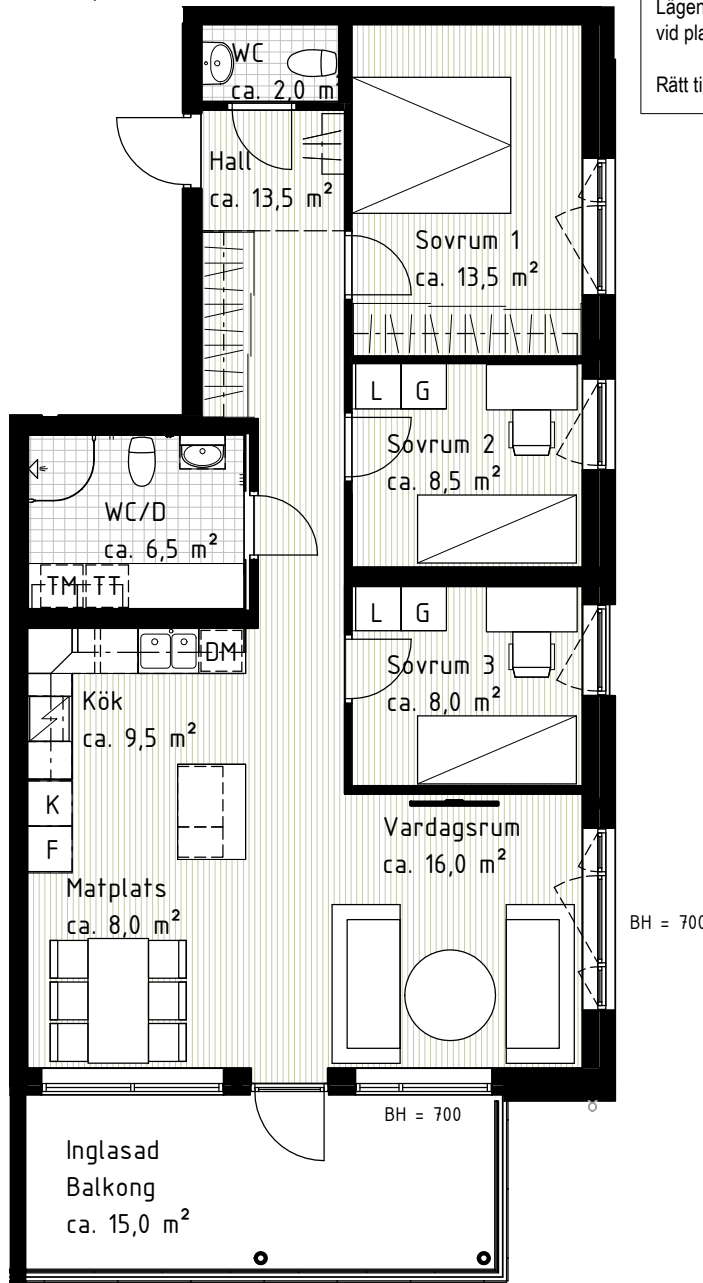 Lägen
vid pla
Rätt ti
WC
ca. 2,0 m²
Hall
ca. 13,5 m²
Sovrum 1
ca. 13,5 m²
L G
Sovrum 2
ca. 8,5 m²
WC/D
ca. 6,5 m²
TM TT
L G
Sovrum 3
ca. 8,0 m²
DM
Kök
ca. 9,5 m²
K
F
Vardagsrum
ca. 16,0 m²
Matplats
ca. 8,0 m²
BH = 700
BH = 700
Inglasad
Balkong
ca. 15,0 m²